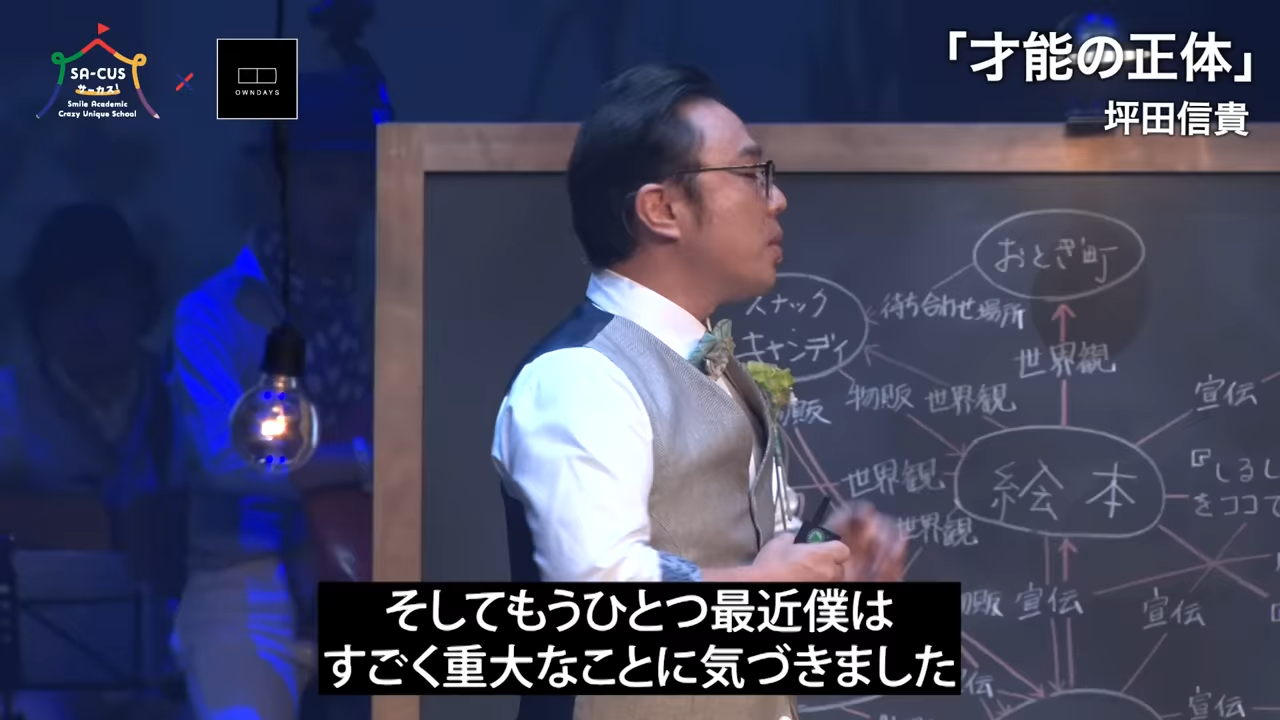 SA-CUS
サーカス!
Smile Academic
Crazy Unique School
OWNDAYS
「才能の正体」
坪田信貴
おとぎ町
スナック
キャンディ
待ち合わせ場所
世界観
物販
世界観
宣伝
物販
世界観
絵本
『しるし
をココで
世界観
物販
宣伝
宣伝
宣伝
宣伝
そしてもうひとつ最近僕は
すごく重大なことに気づきました